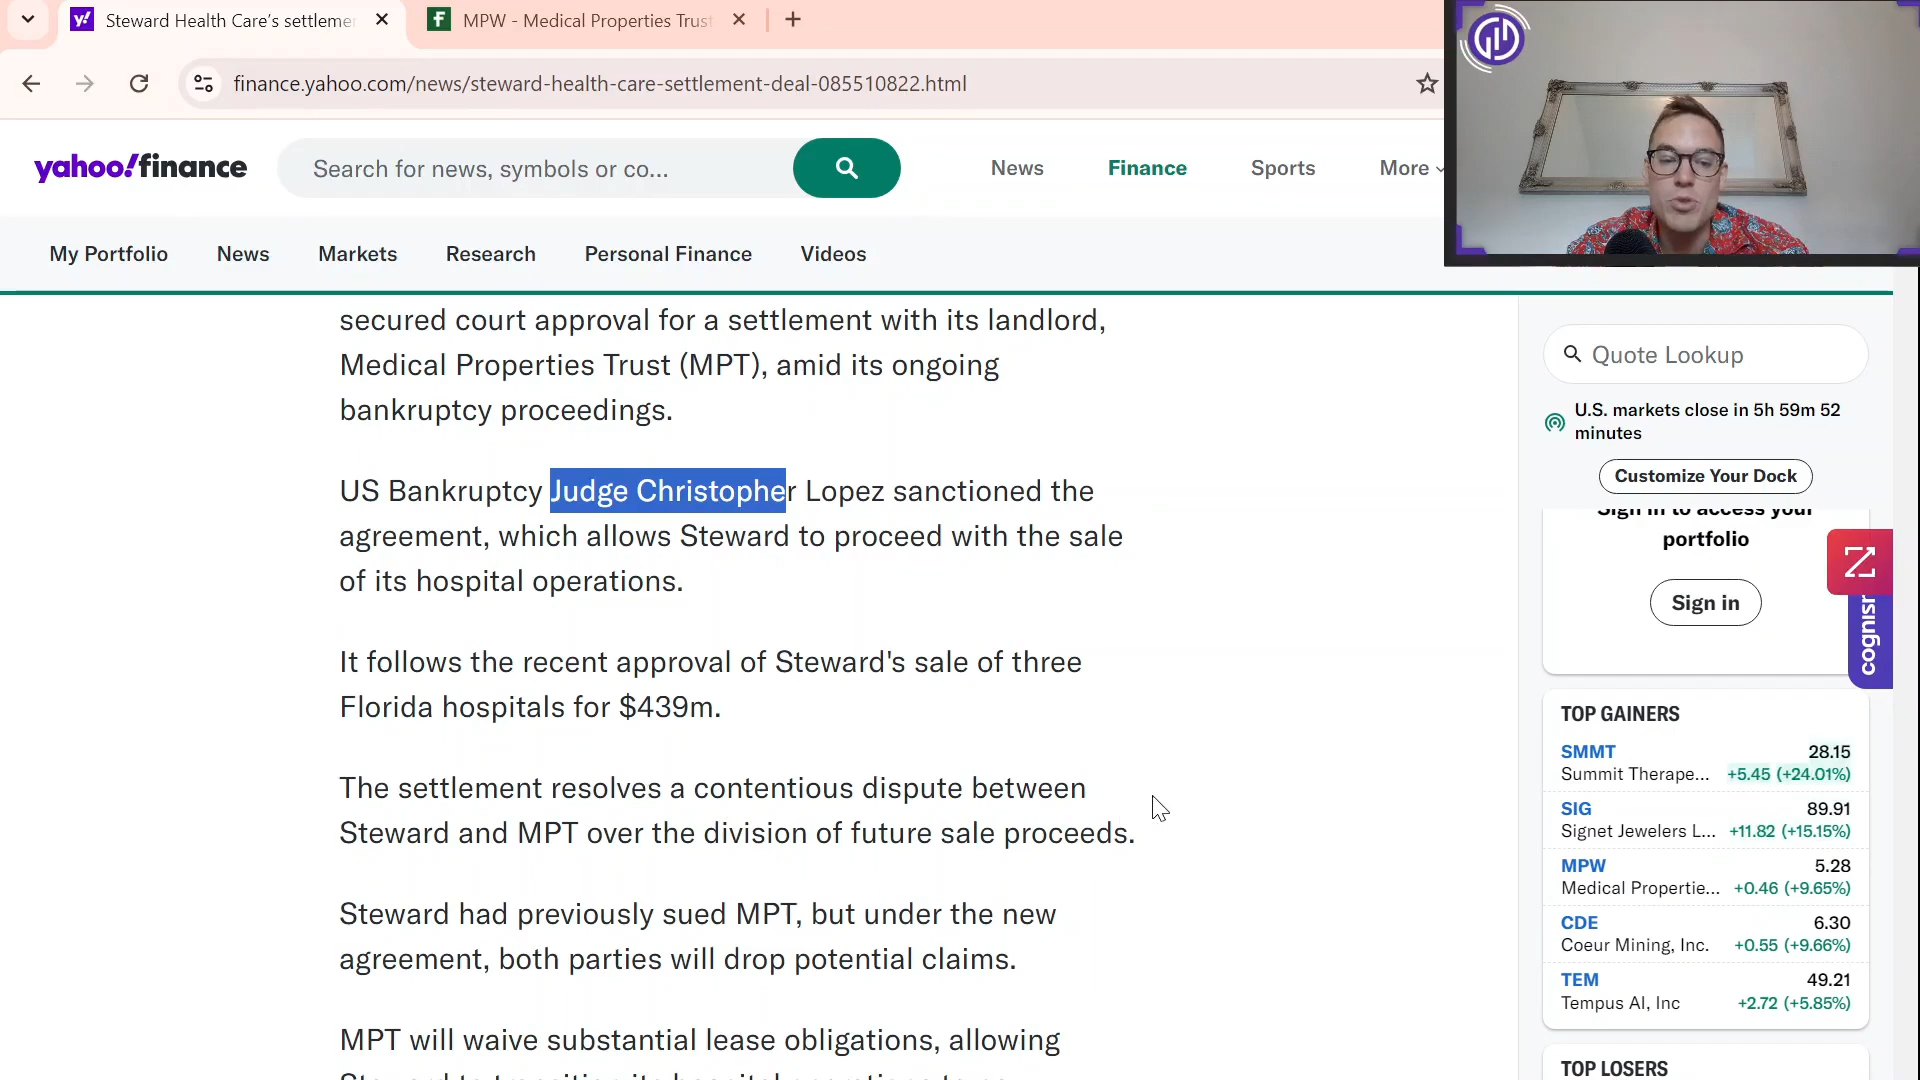 Steward Health Care's settleme
MPW - Medical Properties Trus
finance.yahoo.com/news/steward-health-care-settlement-deal-085510822.html
yahoo!finance
Search for news, symbols or co...
News
Finance
Sports
More
My Portfolio
News
Markets
Research
Personal Finance
Videos
secured court approval for a settlement with its landlord,
Medical Properties Trust (MPT), amid its ongoing
bankruptcy proceedings.
US Bankruptcy Judge Christopher Lopez sanctioned the
agreement, which allows Steward to proceed with the sale
of its hospital operations.
It follows the recent approval of Steward's sale of three
Florida hospitals for $439m.
The settlement resolves a contentious dispute between
Steward and MPT over the division of future sale proceeds.
Steward had previously sued MPT, but under the new
agreement, both parties will drop potential claims.
MPT will waive substantial lease obligations, allowing
Quote Lookup
U.S. markets close in 5h 59m 52
minutes
Customize Your Dock
Sign in to access your
portfolio
Sign in
TOP GAINERS
SMMT 28.15
Summit Therape... +5.45 (+24.01%)
SIG 89.91
Signet Jewelers L... +11.82 (+15.15%)
MPW 5.28
Medical Propertie... +0.46 (+9.65%)
CDE 6.30
Coeur Mining, Inc. +0.55 (+9.66%)
TEM 49.21
Tempus AI, Inc +2.72 (+5.85%)
TOP LOSERS